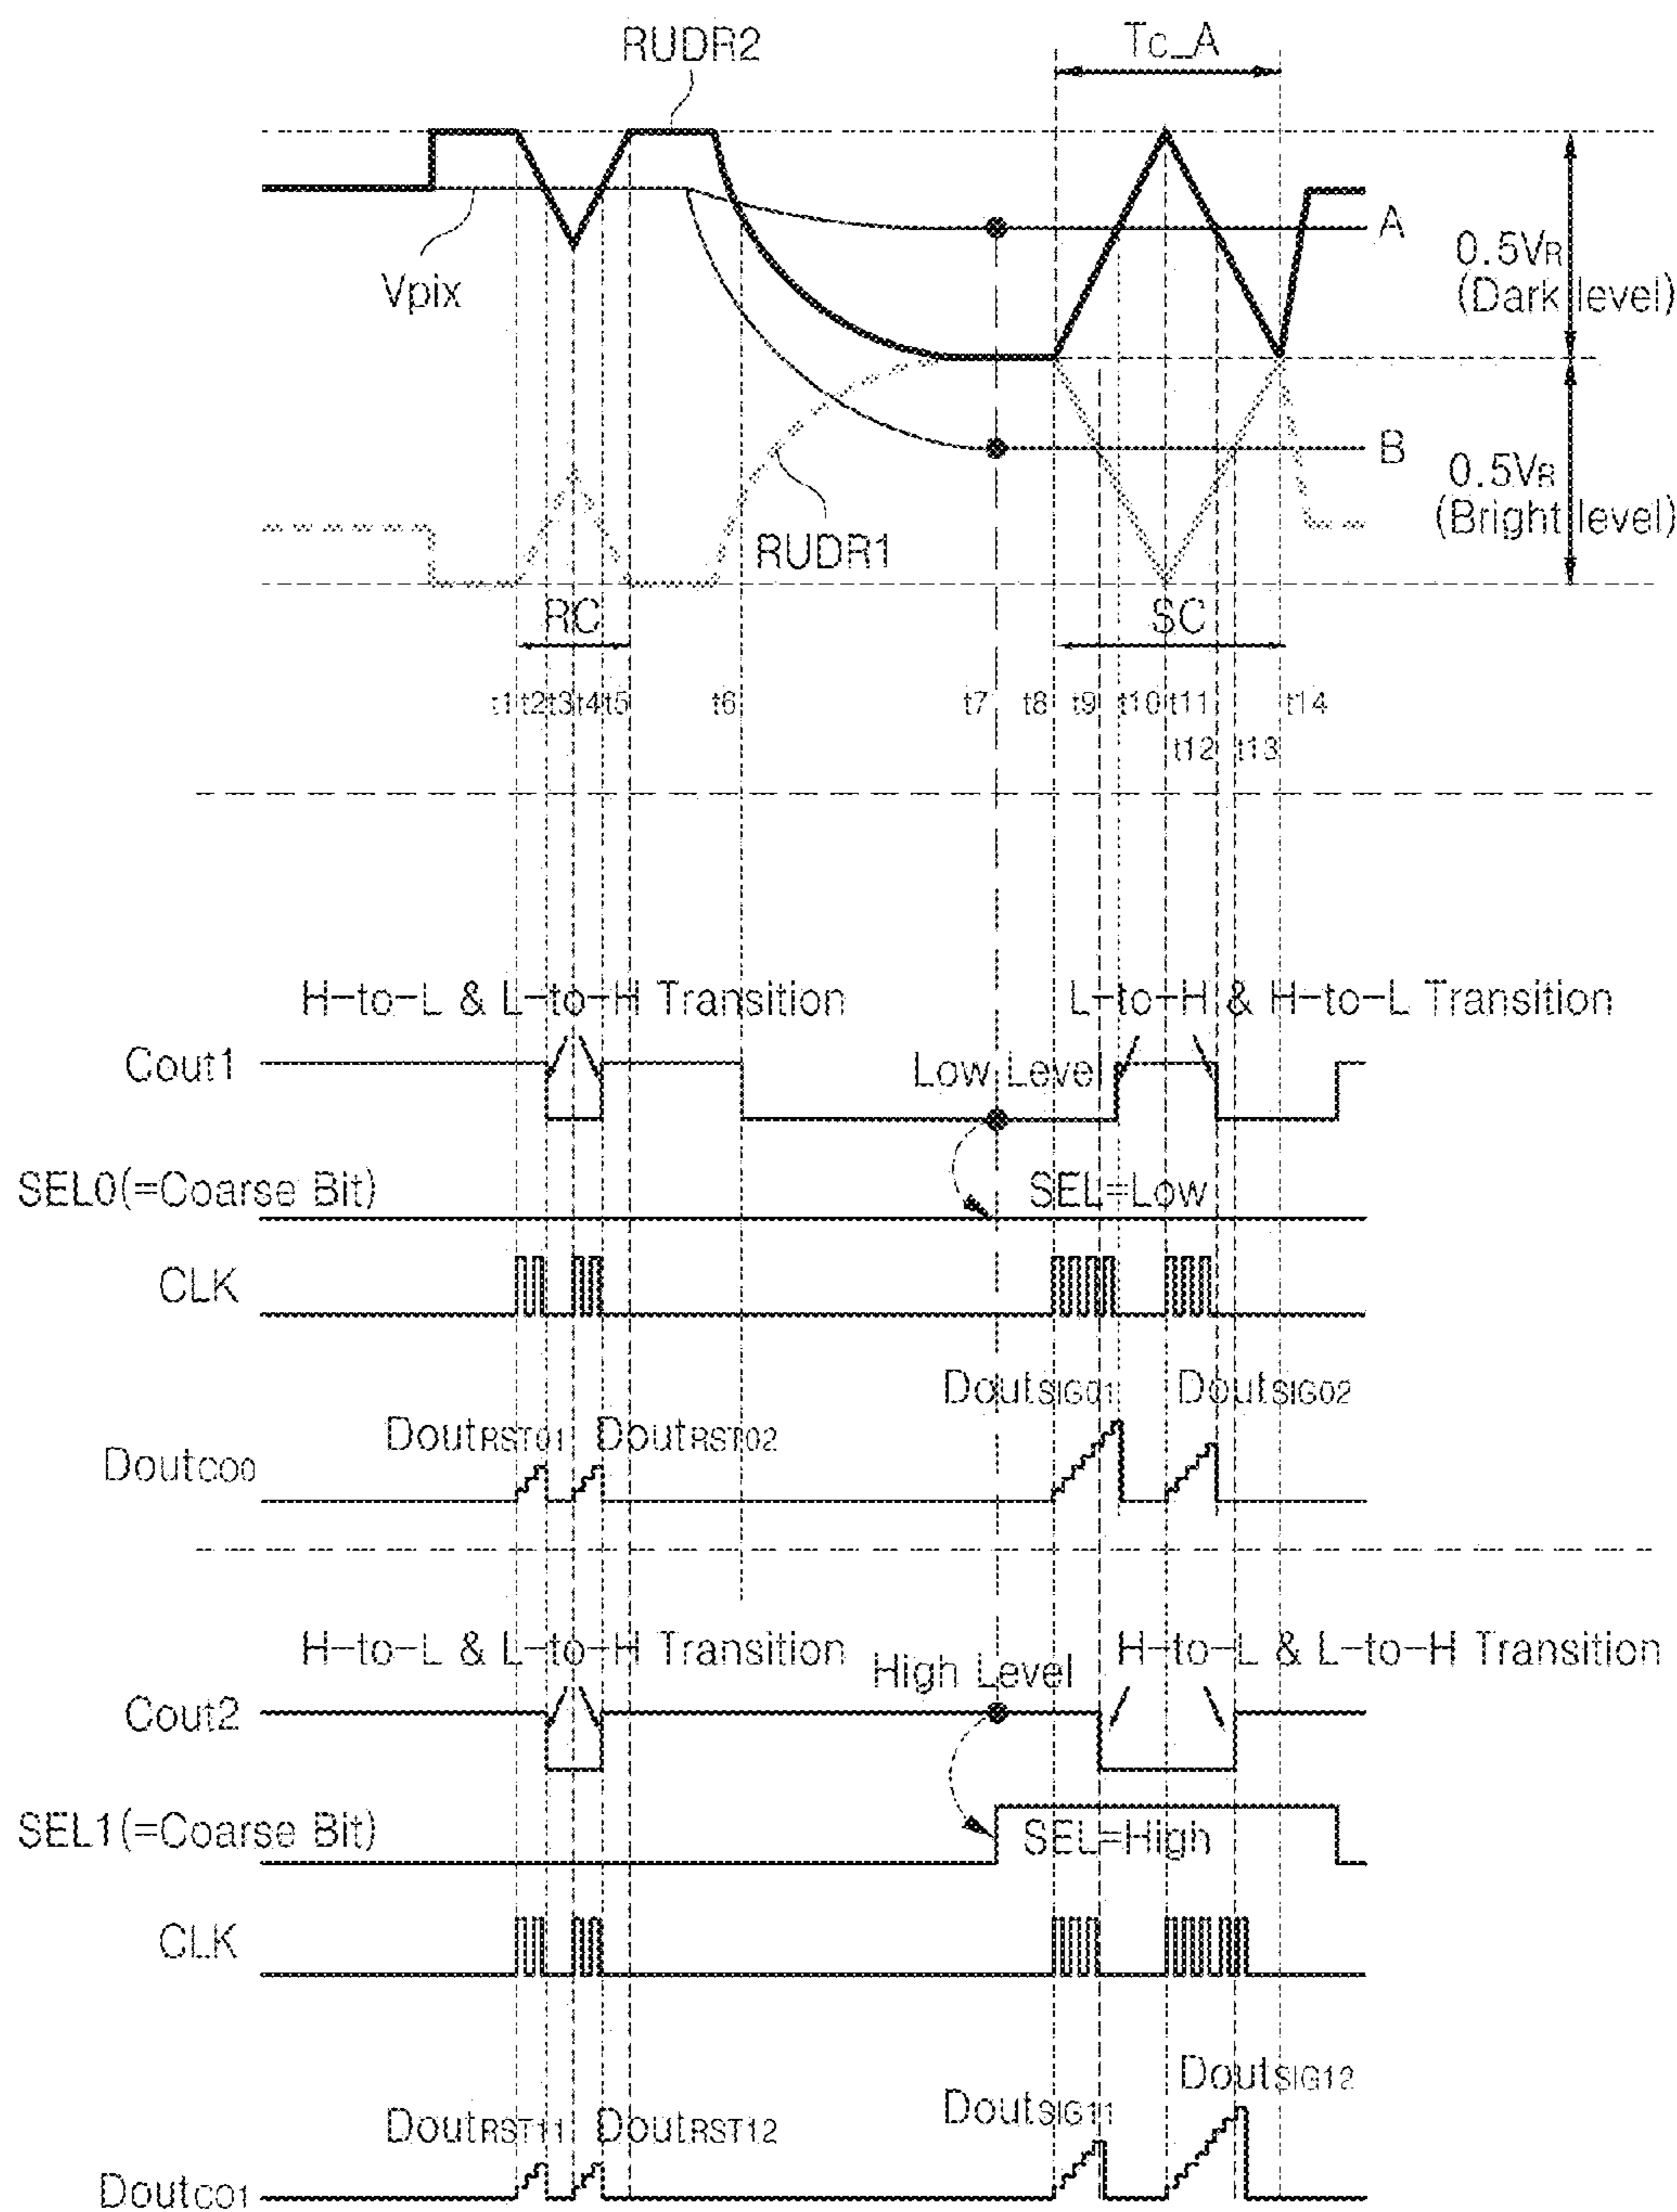 RUDR2
Tc_A
A
0.5VR
(Dark level)
Vpix
B
0.5VR
(Bright level)
RUDR1
RC
SC
t1 t2 t3 t4 t5 t6 t7 t8 t9 t10 t11 t14
t12 t13
H-to-L & L-to-H Transition
L-to-H & H-to-L Transition
Cout1
Low Level
SEL0(=Coarse Bit)
SEL=Low
CLK
DoutSIG01
DoutSIG02
DoutRST01
DoutRST02
DoutCO0
H-to-L & L-to-H Transition
H-to-L & L-to-H Transition
High Level
Cout2
SEL1(=Coarse Bit)
SEL=High
CLK
DoutSIG12
DoutSIG11
DoutRST11
DoutRST12
DoutCO1